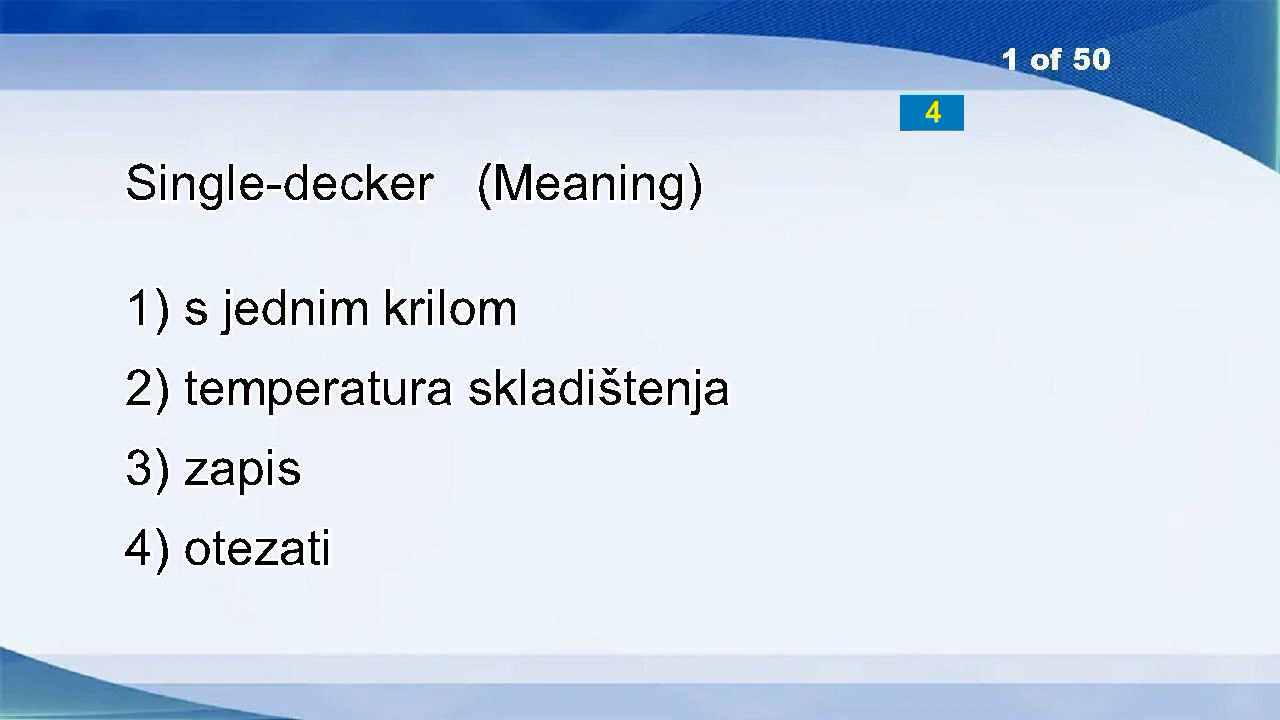 1 of 50
4
Single-decker (Meaning)
1) s jednim krilom
2) temperatura skladištenja
3) zapis
4) otezati